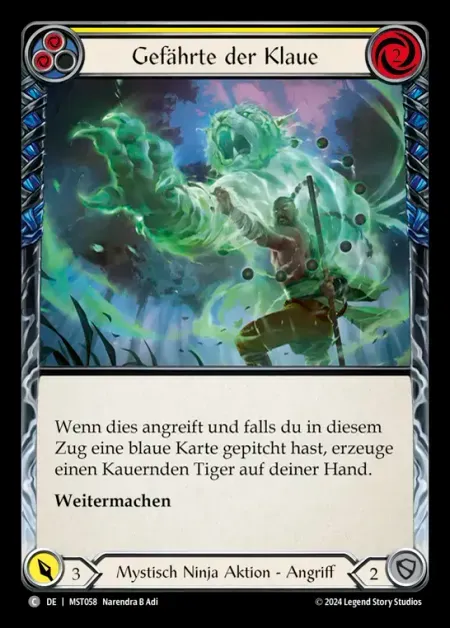 Gefährte der Klaue
2
Wenn dies angreift und falls du in diesem
Zug eine blaue Karte gepitcht hast, erzeuge
einen Kauernden Tiger auf deiner Hand.
Weitermachen
3
Mystisch Ninja Aktion - Angriff
2
C DE | MST058 Narendra B Adi
© 2024 Legend Story Studios